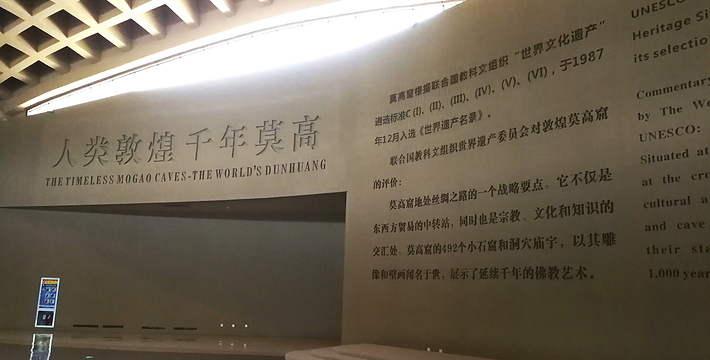 人类敦煌 千年莫高
THE TIMELESS MOGAO CAVES-THE WORLD'S DUNHUANG
莫高窟根据联合国教科文组织“世界文化遗产”
遴选标准C (I)、(II)、(III)、(IV)、(V)、(VI)，于1987
年12月入选《世界遗产名录》。
联合国教科文组织世界遗产委员会对敦煌莫高窟
的评价：
莫高窟地处丝绸之路的一个战略要点。它不仅是
东西方贸易的中转站，同时也是宗教、文化和知识的
交汇处。莫高窟的492个小石窟和洞穴庙宇，以其雕
像和壁画闻名于世，展示了延续千年的佛教艺术。
UNESCO
Heritage Si
its selectio
Commentary
by The Wo
UNESCO:
Situated at
at the cro
cultural a
and cave
their sta
1,000 year